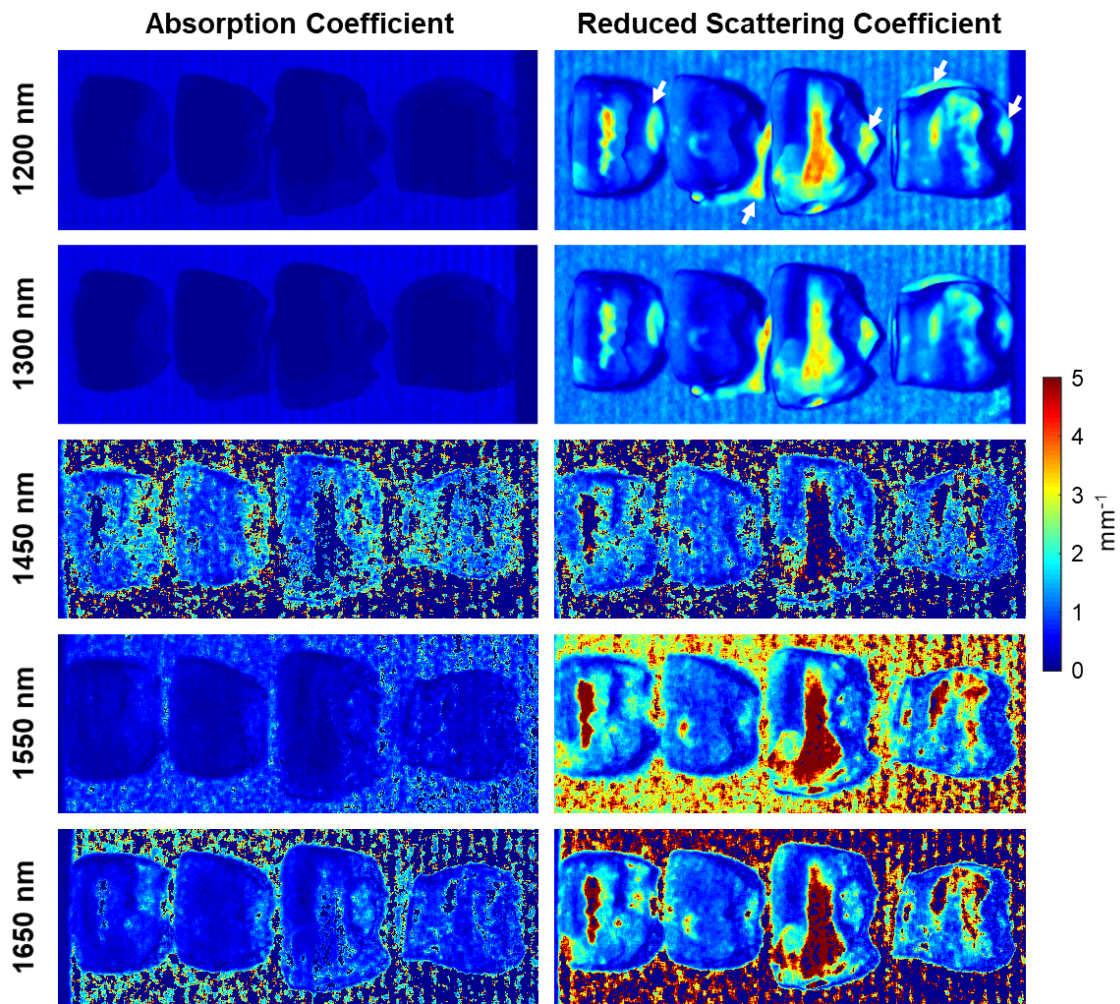 Absorption Coefficient
Reduced Scattering Coefficient
1200 nm
1300 nm
1450 nm
1550 nm
1650 nm
5
4
3
2
1
0
mm⁻¹